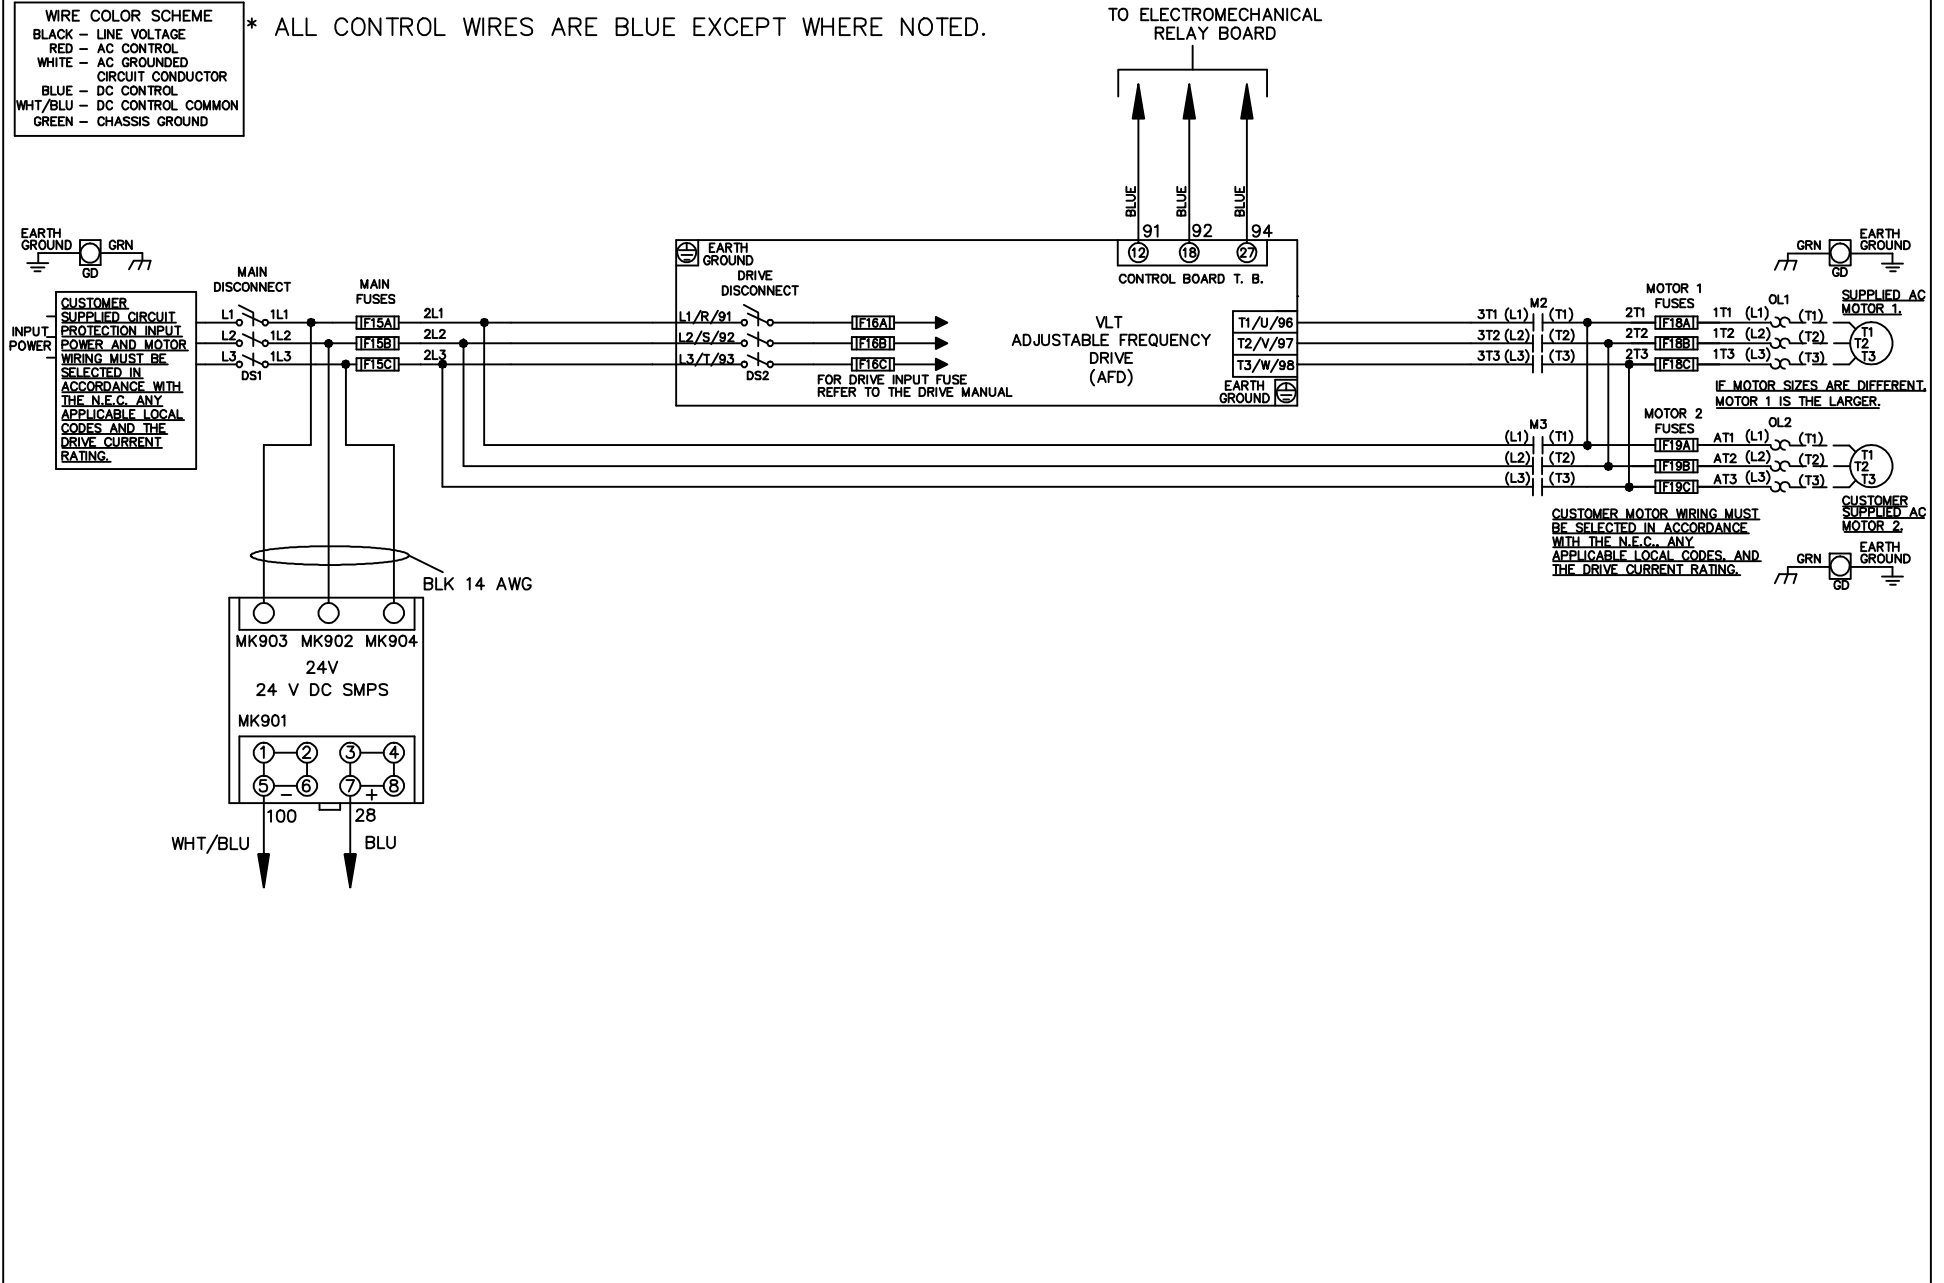 WIRE COLOR SCHEME
BLACK – LINE VOLTAGE
RED – AC CONTROL
WHITE – AC GROUNDED
CIRCUIT CONDUCTOR
BLUE – DC CONTROL
WHT/BLU – DC CONTROL COMMON
GREEN – CHASSIS GROUND
* ALL CONTROL WIRES ARE BLUE EXCEPT WHERE NOTED.
TO ELECTROMECHANICAL
RELAY BOARD
BLUE
BLUE
BLUE
91
92
94
12
18
27
CONTROL BOARD T. B.
EARTH
GROUND
GRN
GD
INPUT
POWER
CUSTOMER
SUPPLIED CIRCUIT
PROTECTION INPUT
POWER AND MOTOR
WIRING MUST BE
SELECTED IN
ACCORDANCE WITH
THE N.E.C. ANY
APPLICABLE LOCAL
CODES AND THE
DRIVE CURRENT
RATING.
MAIN
DISCONNECT
L1 1L1
L2 1L2
L3 1L3
DS1
MAIN
FUSES
F15A
F15B
F15C
2L1
2L2
2L3
EARTH
GROUND
DRIVE
DISCONNECT
L1/R/91
L2/S/92
L3/T/93
DS2
F16A
F16B
F16C
FOR DRIVE INPUT FUSE
REFER TO THE DRIVE MANUAL
VLT
ADJUSTABLE FREQUENCY
DRIVE
(AFD)
T1/U/96
T2/V/97
T3/W/98
EARTH
GROUND
M2
3T1 (L1) (T1)
3T2 (L2) (T2)
3T3 (L3) (T3)
MOTOR 1
FUSES
2T1 F18A 1T1 (L1)
2T2 F18B 1T2 (L2)
2T3 F18C 1T3 (L3)
OL1
(T1)
(T2)
(T3)
T1
T2
T3
GRN
GD
EARTH
GROUND
SUPPLIED AC
MOTOR 1.
IF MOTOR SIZES ARE DIFFERENT,
MOTOR 1 IS THE LARGER.
M3
(L1) (T1)
(L2) (T2)
(L3) (T3)
MOTOR 2
FUSES
F19A AT1 (L1)
F19B AT2 (L2)
F19C AT3 (L3)
OL2
(T1)
(T2)
(T3)
T1
T2
T3
CUSTOMER
SUPPLIED AC
MOTOR 2.
CUSTOMER MOTOR WIRING MUST
BE SELECTED IN ACCORDANCE
WITH THE N.E.C., ANY
APPLICABLE LOCAL CODES, AND
THE DRIVE CURRENT RATING.
GRN
GD
EARTH
GROUND
BLK 14 AWG
MK903 MK902 MK904
24V
24 V DC SMPS
MK901
1 2 3 4
5 6 7 8
– +
100
28
WHT/BLU
BLU